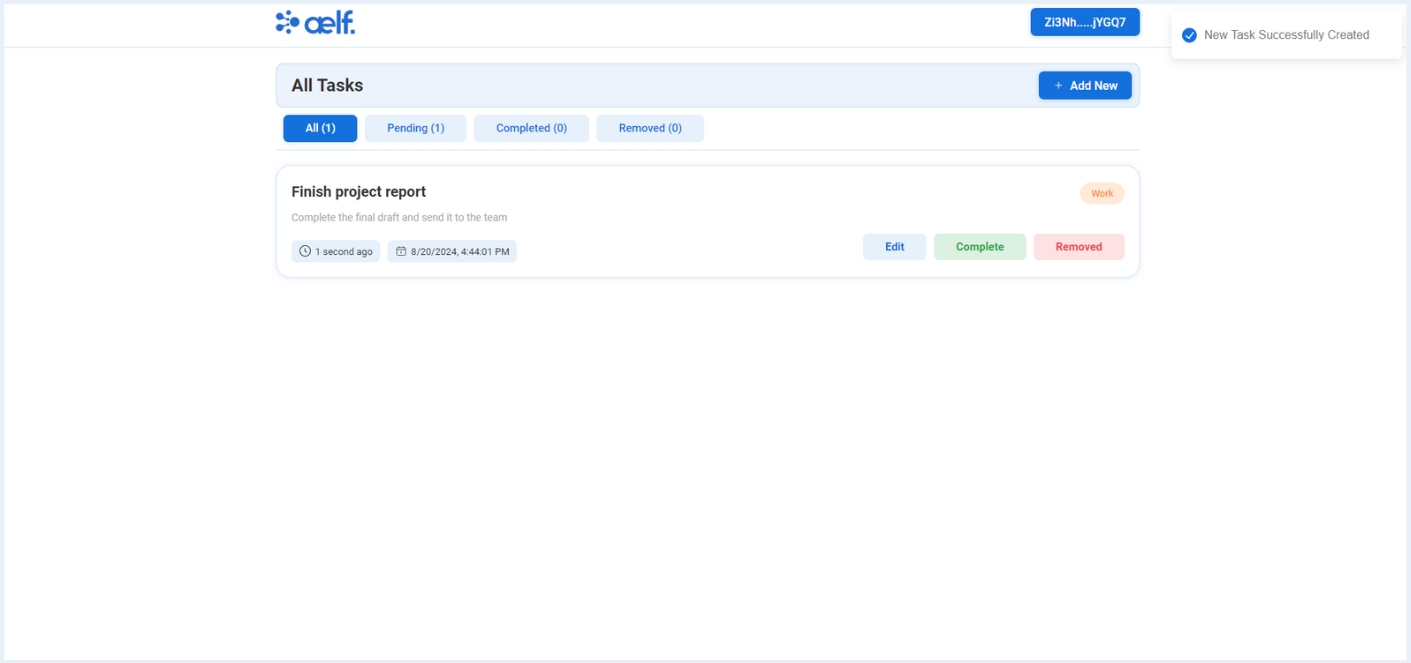 aelf.
Zi3Nh.....jYGQ7
New Task Successfully Created
All Tasks
+ Add New
All (1)
Pending (1)
Completed (0)
Removed (0)
Finish project report
Work
Complete the final draft and send it to the team
1 second ago
8/20/2024, 4:44:01 PM
Edit
Complete
Removed